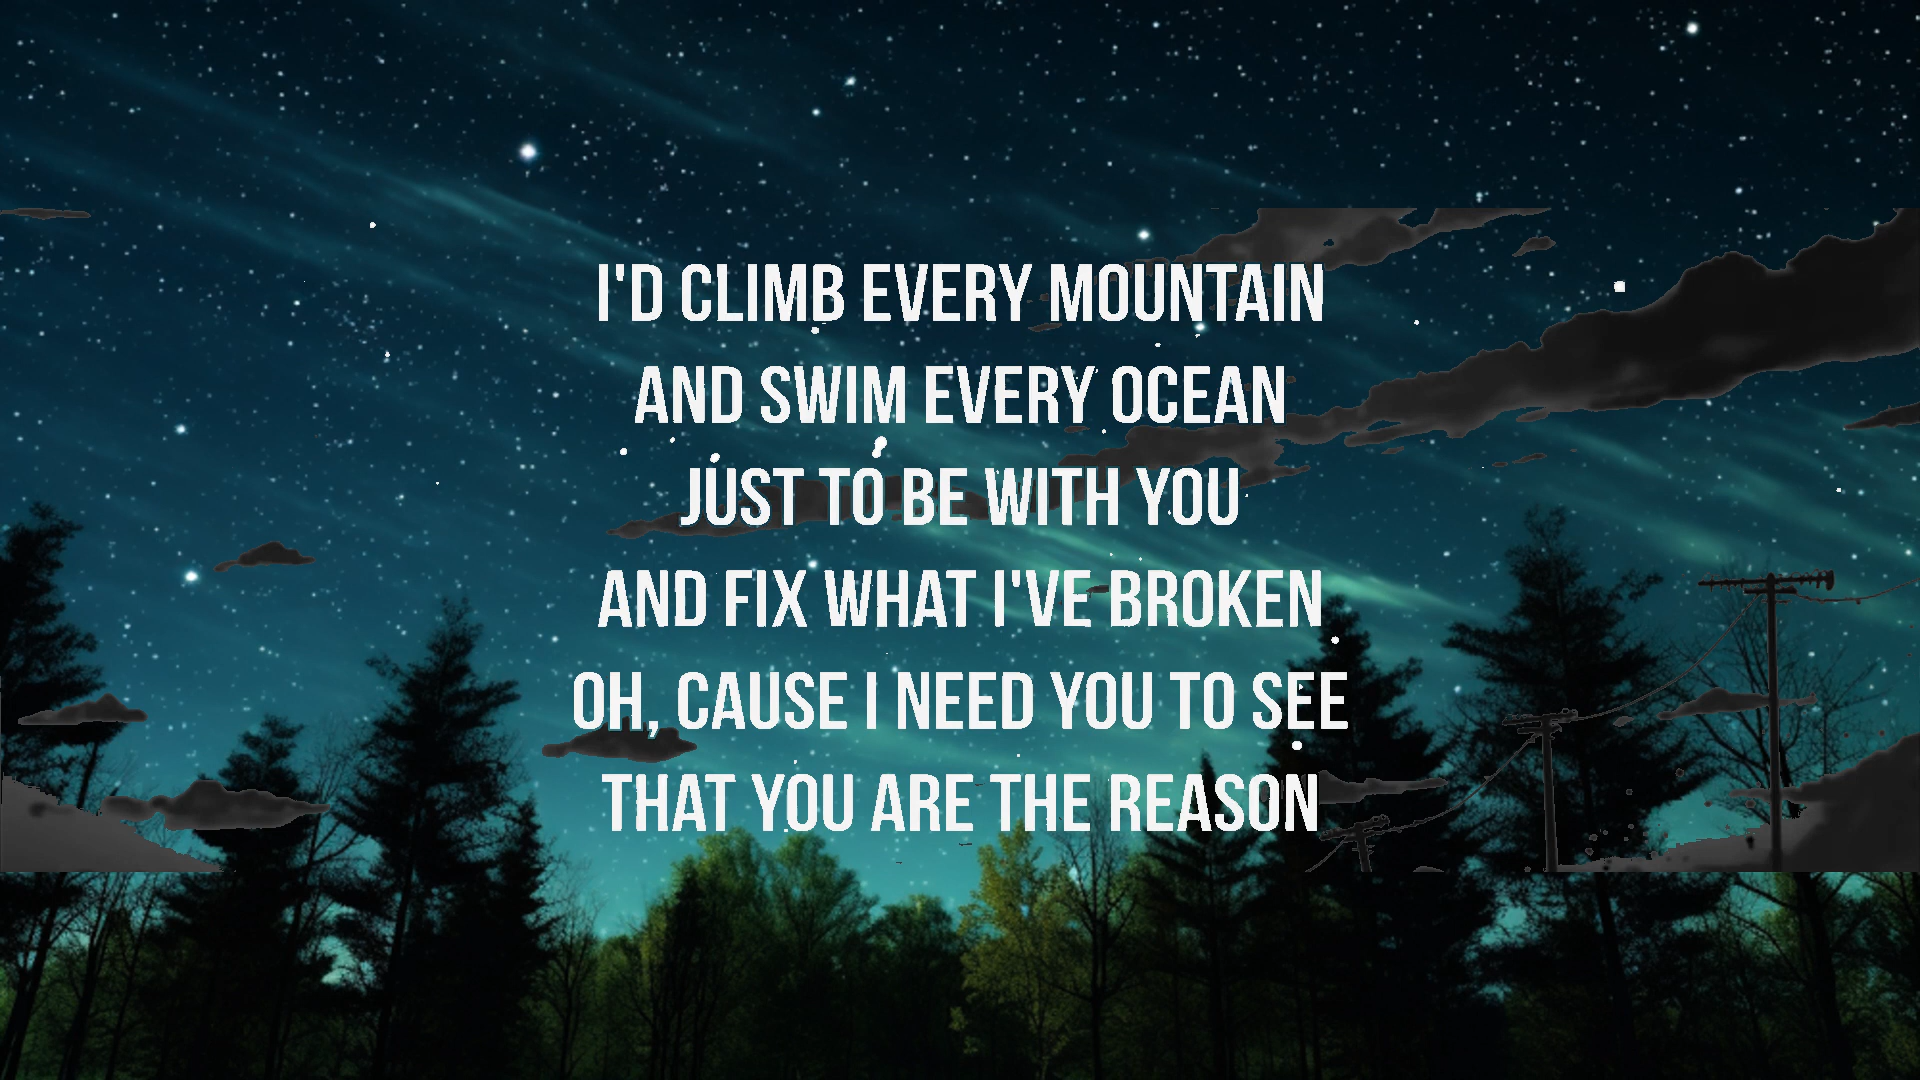 I'D CLIMB EVERY MOUNTAIN
AND SWIM EVERY OCEAN
JUST TO BE WITH YOU
AND FIX WHAT I'VE BROKEN
OH, CAUSE I NEED YOU TO SEE
THAT YOU ARE THE REASON